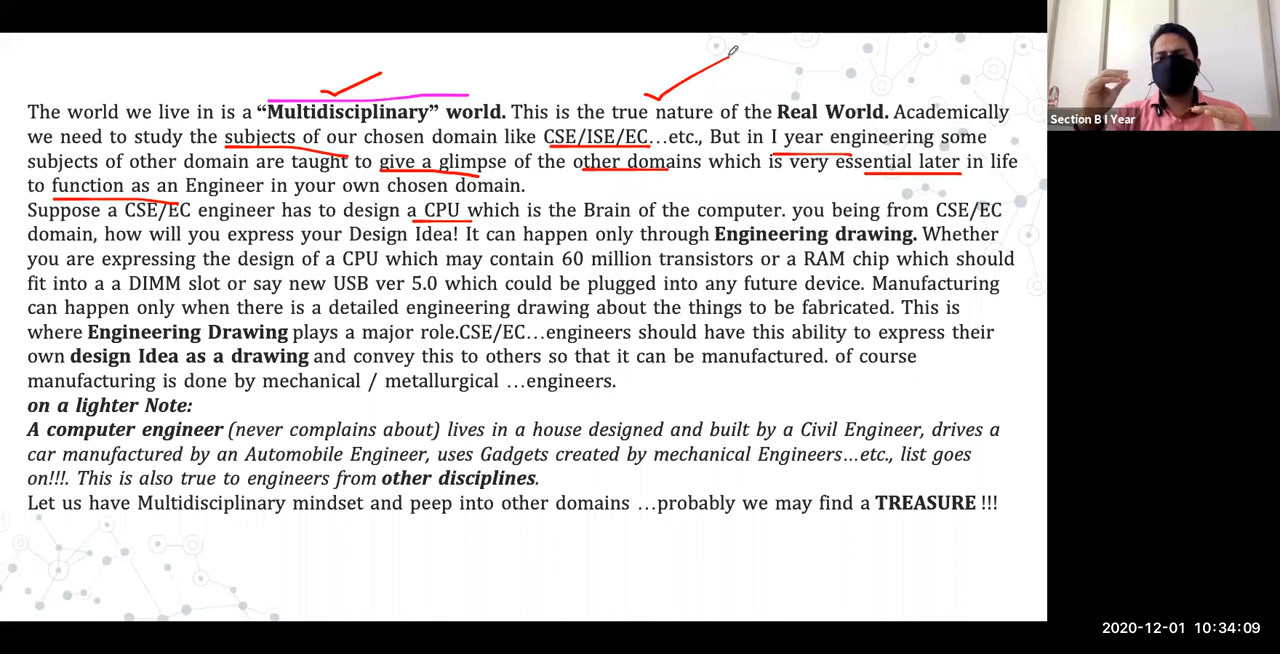 The world we live in is a “Multidisciplinary” world. This is the true nature of the Real World. Academically
we need to study the subjects of our chosen domain like CSE/ISE/EC…etc., But in I year engineering some
subjects of other domain are taught to give a glimpse of the other domains which is very essential later in life
to function as an Engineer in your own chosen domain.
Suppose a CSE/EC engineer has to design a CPU which is the Brain of the computer. you being from CSE/EC
domain, how will you express your Design Idea! It can happen only through Engineering drawing. Whether
you are expressing the design of a CPU which may contain 60 million transistors or a RAM chip which should
fit into a a DIMM slot or say new USB ver 5.0 which could be plugged into any future device. Manufacturing
can happen only when there is a detailed engineering drawing about the things to be fabricated. This is
where Engineering Drawing plays a major role.CSE/EC…engineers should have this ability to express their
own design Idea as a drawing and convey this to others so that it can be manufactured. of course
manufacturing is done by mechanical / metallurgical …engineers.
on a lighter Note:
A computer engineer (never complains about) lives in a house designed and built by a Civil Engineer, drives a
car manufactured by an Automobile Engineer, uses Gadgets created by mechanical Engineers…etc., list goes
on!!!. This is also true to engineers from other disciplines.
Let us have Multidisciplinary mindset and peep into other domains …probably we may find a TREASURE !!!
Section B I Year
2020-12-01 10:34:09